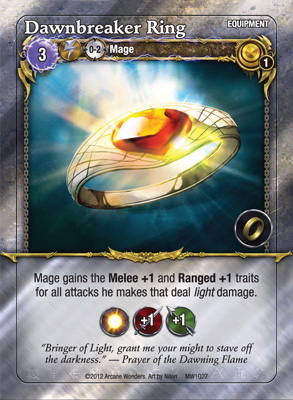 Dawnbreaker Ring
EQUIPMENT
3
0-2 Mage
1
Mage gains the Melee +1 and Ranged +1 traits
for all attacks he makes that deal light damage.
+1 +1
"Bringer of Light, grant me your might to stave off
the darkness." — Prayer of the Dawning Flame
©2012 Arcane Wonders. Art by Niten MW1027